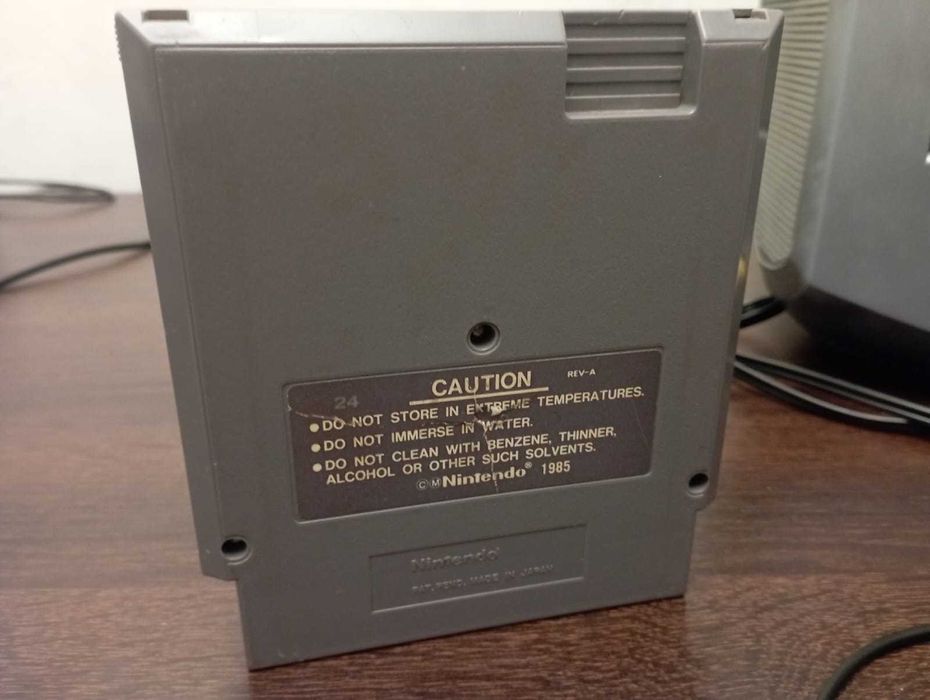 CAUTION
REV-A
24
●DO NOT STORE IN EXTREME TEMPERATURES.
●DO NOT IMMERSE IN WATER.
●DO NOT CLEAN WITH BENZENE, THINNER,
ALCOHOL OR OTHER SUCH SOLVENTS.
©M Nintendo® 1985
Nintendo®
PAT. PEND. MADE IN JAPAN